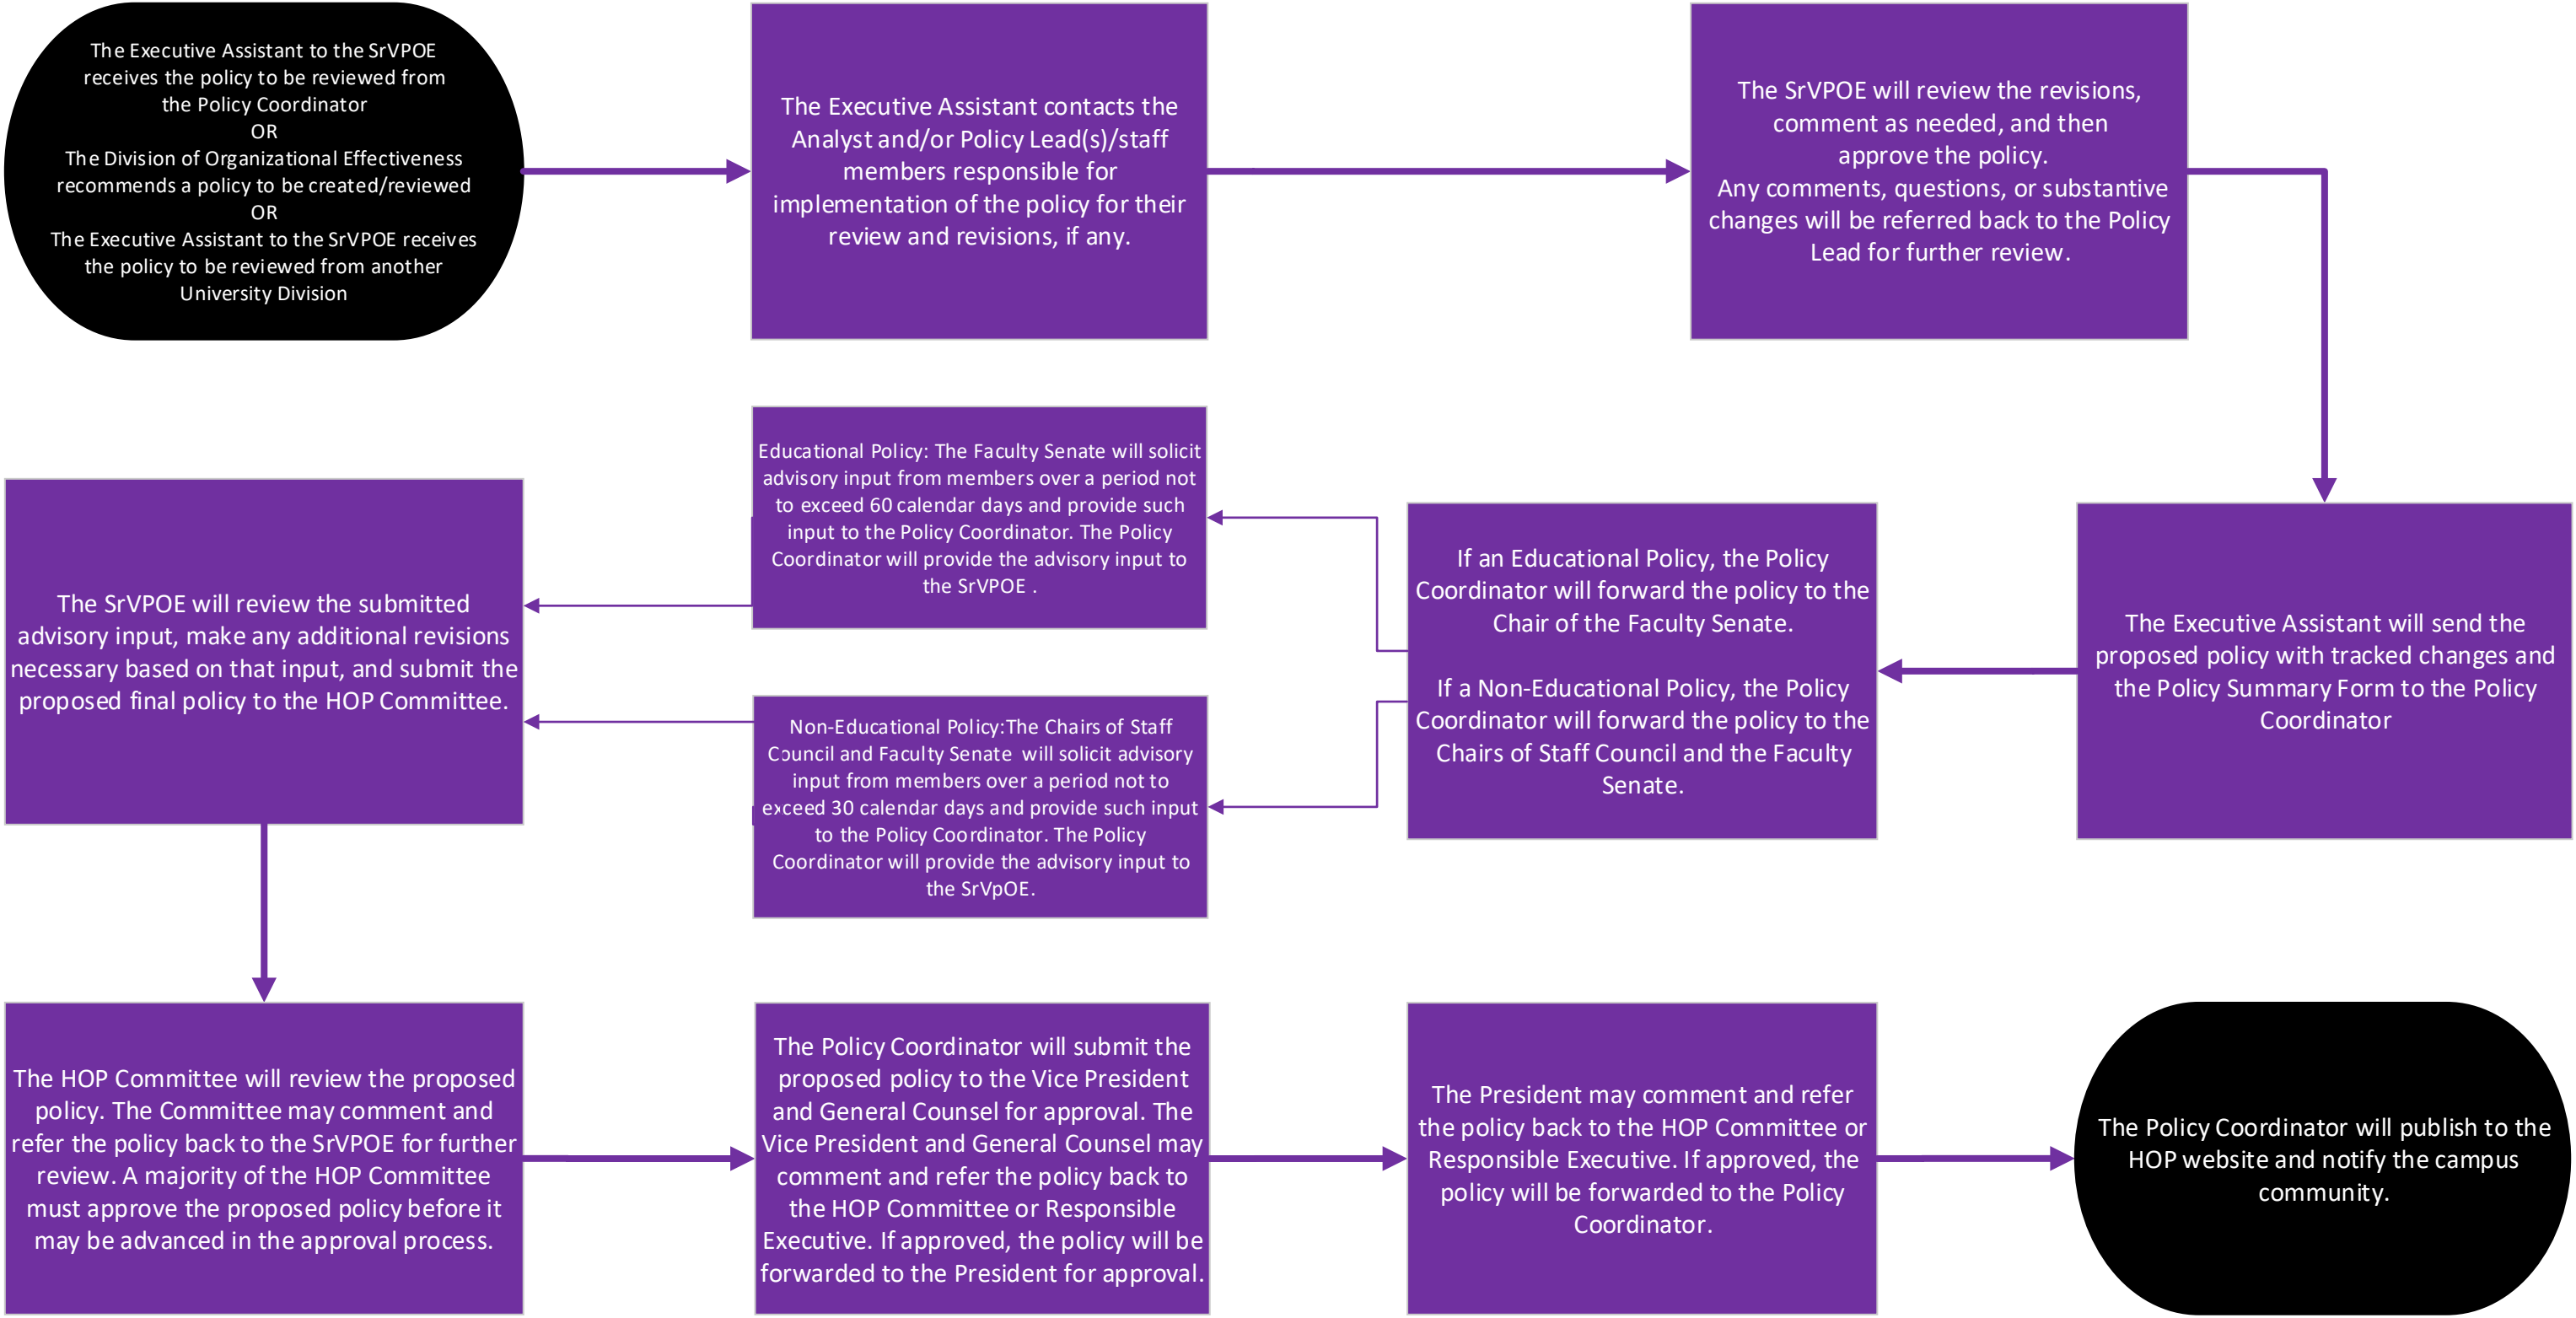 The Executive Assistant to the SrVPOE
receives the policy to be reviewed from
the Policy Coordinator
OR
The Division of Organizational Effectiveness
recommends a policy to be created/reviewed
OR
The Executive Assistant to the SrVPOE receives
the policy to be reviewed from another
University Division
The Executive Assistant contacts the
Analyst and/or Policy Lead(s)/staff
members responsible for
implementation of the policy for their
review and revisions, if any.
The SrVPOE will review the revisions,
comment as needed, and then
approve the policy.
Any comments, questions, or substantive
changes will be referred back to the Policy
Lead for further review.
The Executive Assistant will send the
proposed policy with tracked changes and
the Policy Summary Form to the Policy
Coordinator
If an Educational Policy, the Policy
Coordinator will forward the policy to the
Chair of the Faculty Senate.
If a Non-Educational Policy, the Policy
Coordinator will forward the policy to the
Chairs of Staff Council and the Faculty
Senate.
Educational Policy: The Faculty Senate will solicit
advisory input from members over a period not
to exceed 60 calendar days and provide such
input to the Policy Coordinator. The Policy
Coordinator will provide the advisory input to
the SrVPOE .
Non-Educational Policy:The Chairs of Staff
Council and Faculty Senate will solicit advisory
input from members over a period not to
exceed 30 calendar days and provide such input
to the Policy Coordinator. The Policy
Coordinator will provide the advisory input to
the SrVpOE.
The SrVPOE will review the submitted
advisory input, make any additional revisions
necessary based on that input, and submit the
proposed final policy to the HOP Committee.
The HOP Committee will review the proposed
policy. The Committee may comment and
refer the policy back to the SrVPOE for further
review. A majority of the HOP Committee
must approve the proposed policy before it
may be advanced in the approval process.
The Policy Coordinator will submit the
proposed policy to the Vice President
and General Counsel for approval. The
Vice President and General Counsel may
comment and refer the policy back to
the HOP Committee or Responsible
Executive. If approved, the policy will be
forwarded to the President for approval.
The President may comment and refer
the policy back to the HOP Committee or
Responsible Executive. If approved, the
policy will be forwarded to the Policy
Coordinator.
The Policy Coordinator will publish to the
HOP website and notify the campus
community.